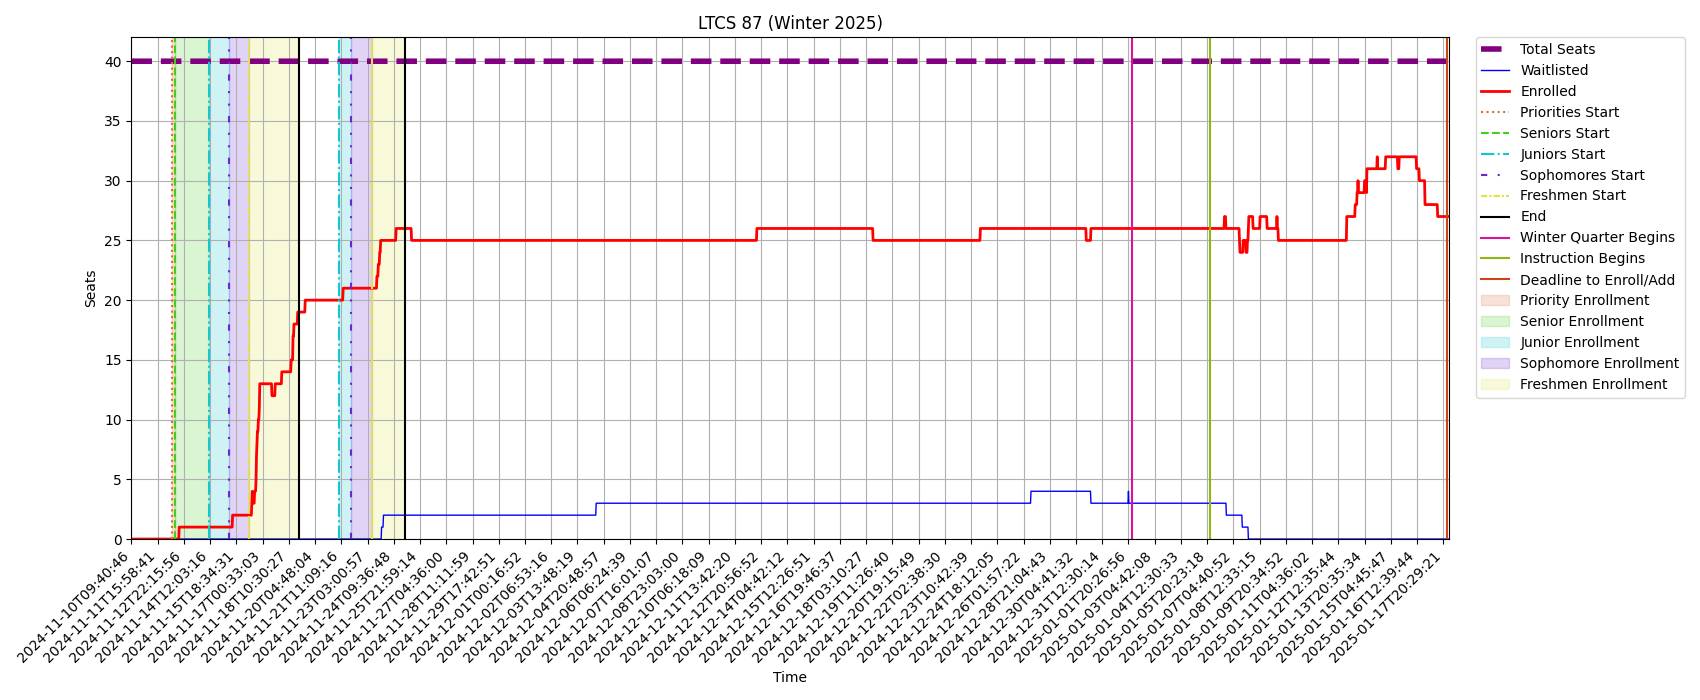 LTCS 87 (Winter 2025)
Seats
40
35
30
25
20
15
10
5
0
2024-11-10T09:40:46
2024-11-11T15:58:41
2024-11-12T22:15:56
2024-11-14T12:03:16
2024-11-15T18:34:31
2024-11-17T00:33:03
2024-11-18T10:30:27
2024-11-20T04:48:04
2024-11-21T11:09:16
2024-11-23T03:00:57
2024-11-24T09:36:48
2024-11-25T21:59:14
2024-11-27T04:36:00
2024-11-28T11:11:59
2024-11-29T17:42:51
2024-12-01T00:16:52
2024-12-02T06:53:16
2024-12-03T13:48:19
2024-12-04T20:48:57
2024-12-06T06:24:39
2024-12-07T16:01:07
2024-12-08T23:03:00
2024-12-10T06:18:09
2024-12-11T13:42:20
2024-12-12T20:56:52
2024-12-14T04:42:12
2024-12-15T12:26:51
2024-12-16T19:46:37
2024-12-18T03:10:27
2024-12-19T11:26:40
2024-12-20T19:15:49
2024-12-22T02:38:30
2024-12-23T10:42:39
2024-12-24T18:12:05
2024-12-26T01:57:22
2024-12-28T21:04:43
2024-12-30T04:41:32
2024-12-31T12:30:14
2025-01-01T20:26:56
2025-01-03T04:42:08
2025-01-04T12:30:33
2025-01-05T20:23:18
2025-01-07T04:40:52
2025-01-08T12:33:15
2025-01-09T20:34:52
2025-01-11T04:36:02
2025-01-12T12:35:44
2025-01-13T20:35:34
2025-01-15T04:45:47
2025-01-16T12:39:44
2025-01-17T20:29:21
Time
Total Seats
Waitlisted
Enrolled
Priorities Start
Seniors Start
Juniors Start
Sophomores Start
Freshmen Start
End
Winter Quarter Begins
Instruction Begins
Deadline to Enroll/Add
Priority Enrollment
Senior Enrollment
Junior Enrollment
Sophomore Enrollment
Freshmen Enrollment